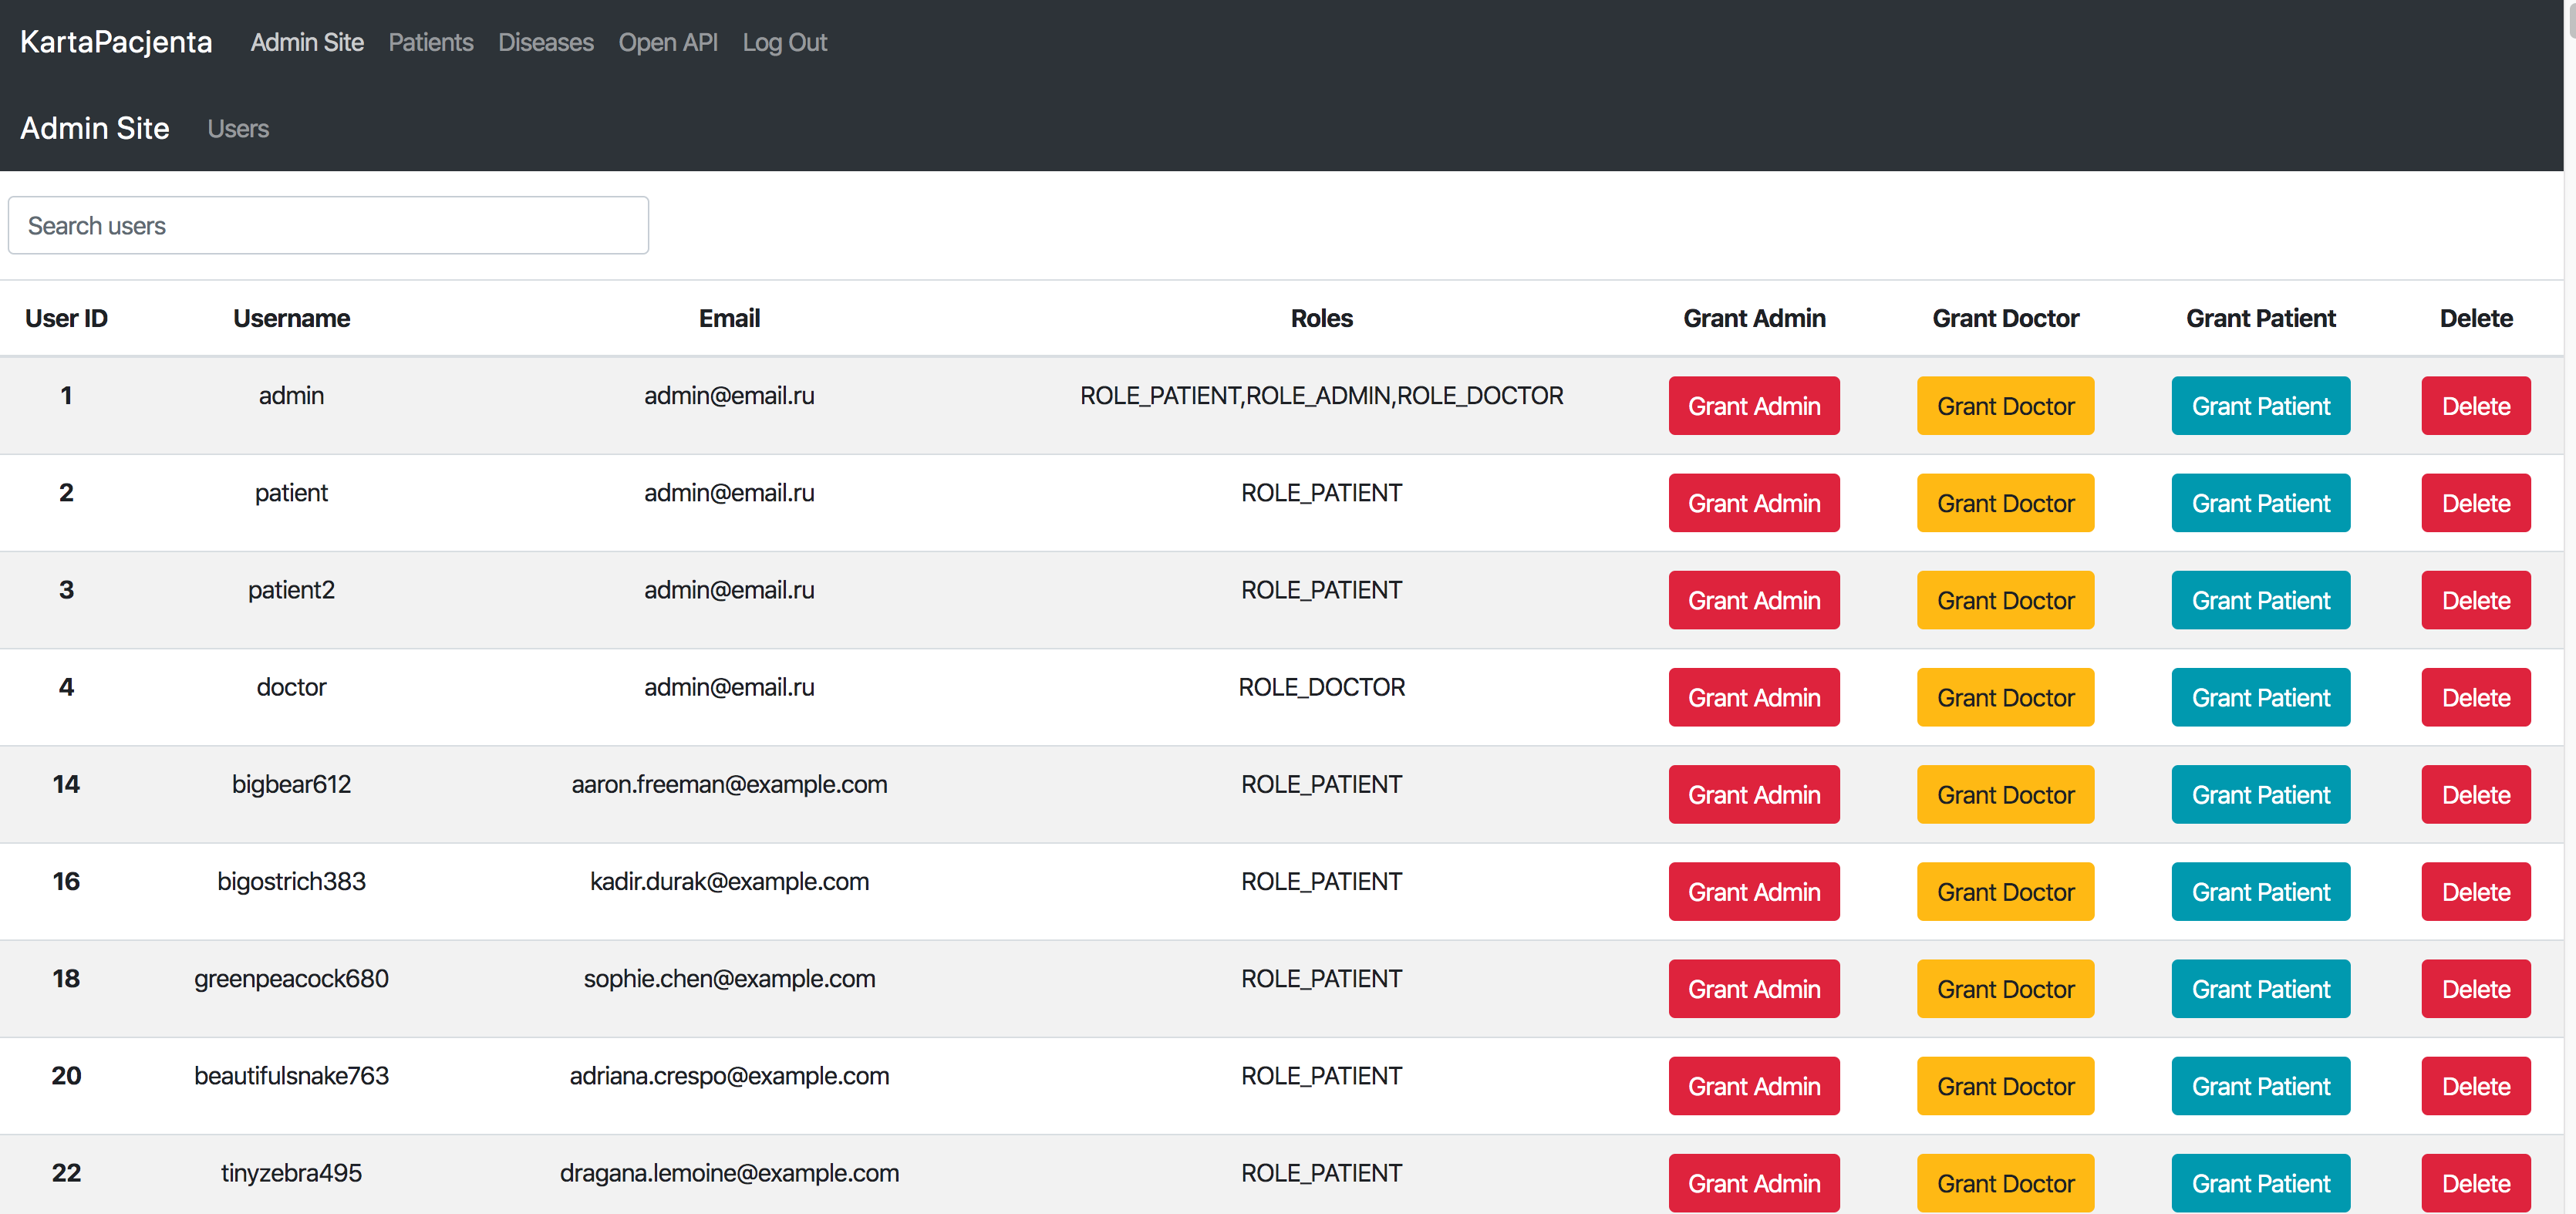 KartaPacjenta Admin Site Patients Diseases Open API Log Out
Admin Site Users
Search users
User ID Username Email Roles Grant Admin Grant Doctor Grant Patient Delete
1 admin admin@email.ru ROLE_PATIENT,ROLE_ADMIN,ROLE_DOCTOR Grant Admin Grant Doctor Grant Patient Delete
2 patient admin@email.ru ROLE_PATIENT Grant Admin Grant Doctor Grant Patient Delete
3 patient2 admin@email.ru ROLE_PATIENT Grant Admin Grant Doctor Grant Patient Delete
4 doctor admin@email.ru ROLE_DOCTOR Grant Admin Grant Doctor Grant Patient Delete
14 bigbear612 aaron.freeman@example.com ROLE_PATIENT Grant Admin Grant Doctor Grant Patient Delete
16 bigostrich383 kadir.durak@example.com ROLE_PATIENT Grant Admin Grant Doctor Grant Patient Delete
18 greenpeacock680 sophie.chen@example.com ROLE_PATIENT Grant Admin Grant Doctor Grant Patient Delete
20 beautifulsnake763 adriana.crespo@example.com ROLE_PATIENT Grant Admin Grant Doctor Grant Patient Delete
22 tinyzebra495 dragana.lemoine@example.com ROLE_PATIENT Grant Admin Grant Doctor Grant Patient Delete